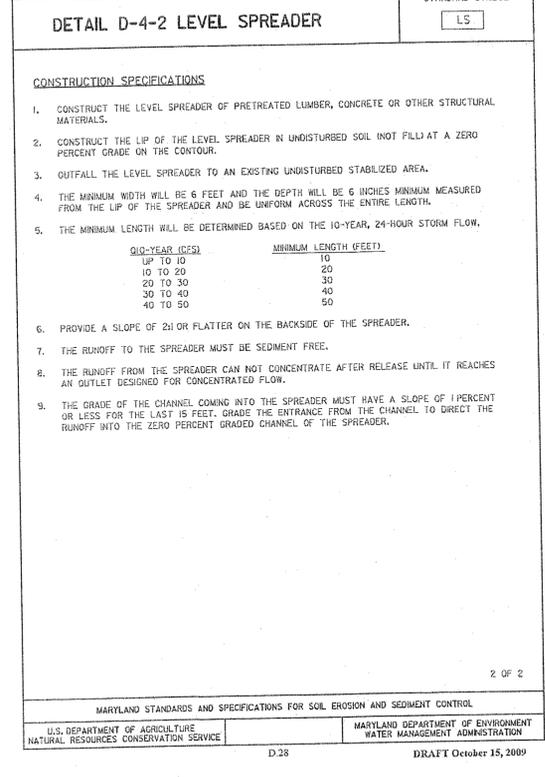 DETAIL D-4-2 LEVEL SPREADER
LS
CONSTRUCTION SPECIFICATIONS
1. CONSTRUCT THE LEVEL SPREADER OF PRETREATED LUMBER, CONCRETE OR OTHER STRUCTURAL
MATERIALS.
2. CONSTRUCT THE LIP OF THE LEVEL SPREADER IN UNDISTURBED SOIL (NOT FILL) AT A ZERO
PERCENT GRADE ON THE CONTOUR.
3. OUTFALL THE LEVEL SPREADER TO AN EXISTING UNDISTURBED STABILIZED AREA.
4. THE MINIMUM WIDTH WILL BE 6 FEET AND THE DEPTH WILL BE 6 INCHES MINIMUM MEASURED
FROM THE LIP OF THE SPREADER AND BE UNIFORM ACROSS THE ENTIRE LENGTH.
5. THE MINIMUM LENGTH WILL BE DETERMINED BASED ON THE 10-YEAR, 24-HOUR STORM FLOW.
Q10-YEAR (CFS) MINIMUM LENGTH (FEET)
UP TO 10 10
10 TO 20 20
20 TO 30 30
30 TO 40 40
40 TO 50 50
6. PROVIDE A SLOPE OF 2:1 OR FLATTER ON THE BACKSIDE OF THE SPREADER.
7. THE RUNOFF TO THE SPREADER MUST BE SEDIMENT FREE.
8. THE RUNOFF FROM THE SPREADER CAN NOT CONCENTRATE AFTER RELEASE UNTIL IT REACHES
AN OUTLET DESIGNED FOR CONCENTRATED FLOW.
9. THE GRADE OF THE CHANNEL COMING INTO THE SPREADER MUST HAVE A SLOPE OF 1 PERCENT
OR LESS FOR THE LAST 15 FEET. GRADE THE ENTRANCE FROM THE CHANNEL TO DIRECT THE
RUNOFF INTO THE ZERO PERCENT GRADED CHANNEL OF THE SPREADER.
2 OF 2
MARYLAND STANDARDS AND SPECIFICATIONS FOR SOIL EROSION AND SEDIMENT CONTROL
U.S. DEPARTMENT OF AGRICULTURE
NATURAL RESOURCES CONSERVATION SERVICE
MARYLAND DEPARTMENT OF ENVIRONMENT
WATER MANAGEMENT ADMINISTRATION
D.28
DRAFT October 15, 2009